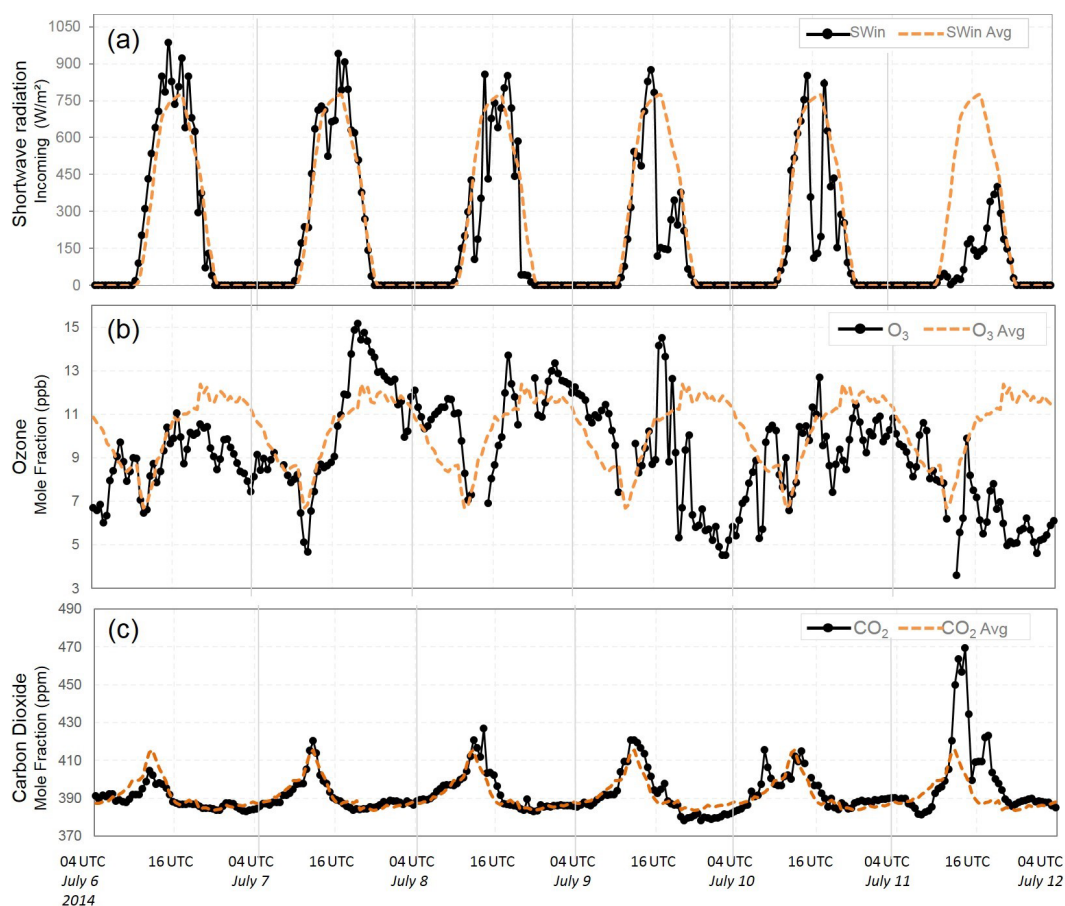 (a)
SWin
SWin Avg
Shortwave radiation
Incoming (W/m²)
1050
900
750
600
450
300
150
0
(b)
O₃
O₃ Avg
Ozone
Mole Fraction (ppb)
15
13
11
9
7
5
3
(c)
CO₂
CO₂ Avg
Carbon Dioxide
Mole Fraction (ppm)
490
470
450
430
410
390
370
04 UTC 16 UTC 04 UTC 16 UTC 04 UTC 16 UTC 04 UTC 16 UTC 04 UTC 16 UTC 04 UTC 16 UTC 04 UTC
July 6 July 7 July 8 July 9 July 10 July 11 July 12
2014